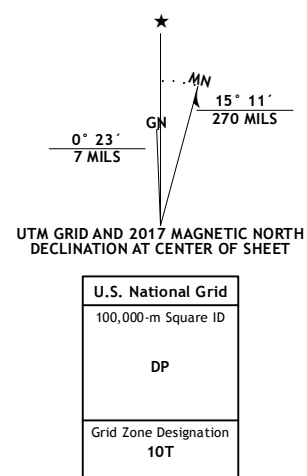 ★
MN
15° 11´
270 MILS
GN
0° 23´
7 MILS
UTM GRID AND 2017 MAGNETIC NORTH
DECLINATION AT CENTER OF SHEET
U.S. National Grid
100,000-m Square ID
DP
Grid Zone Designation
10T